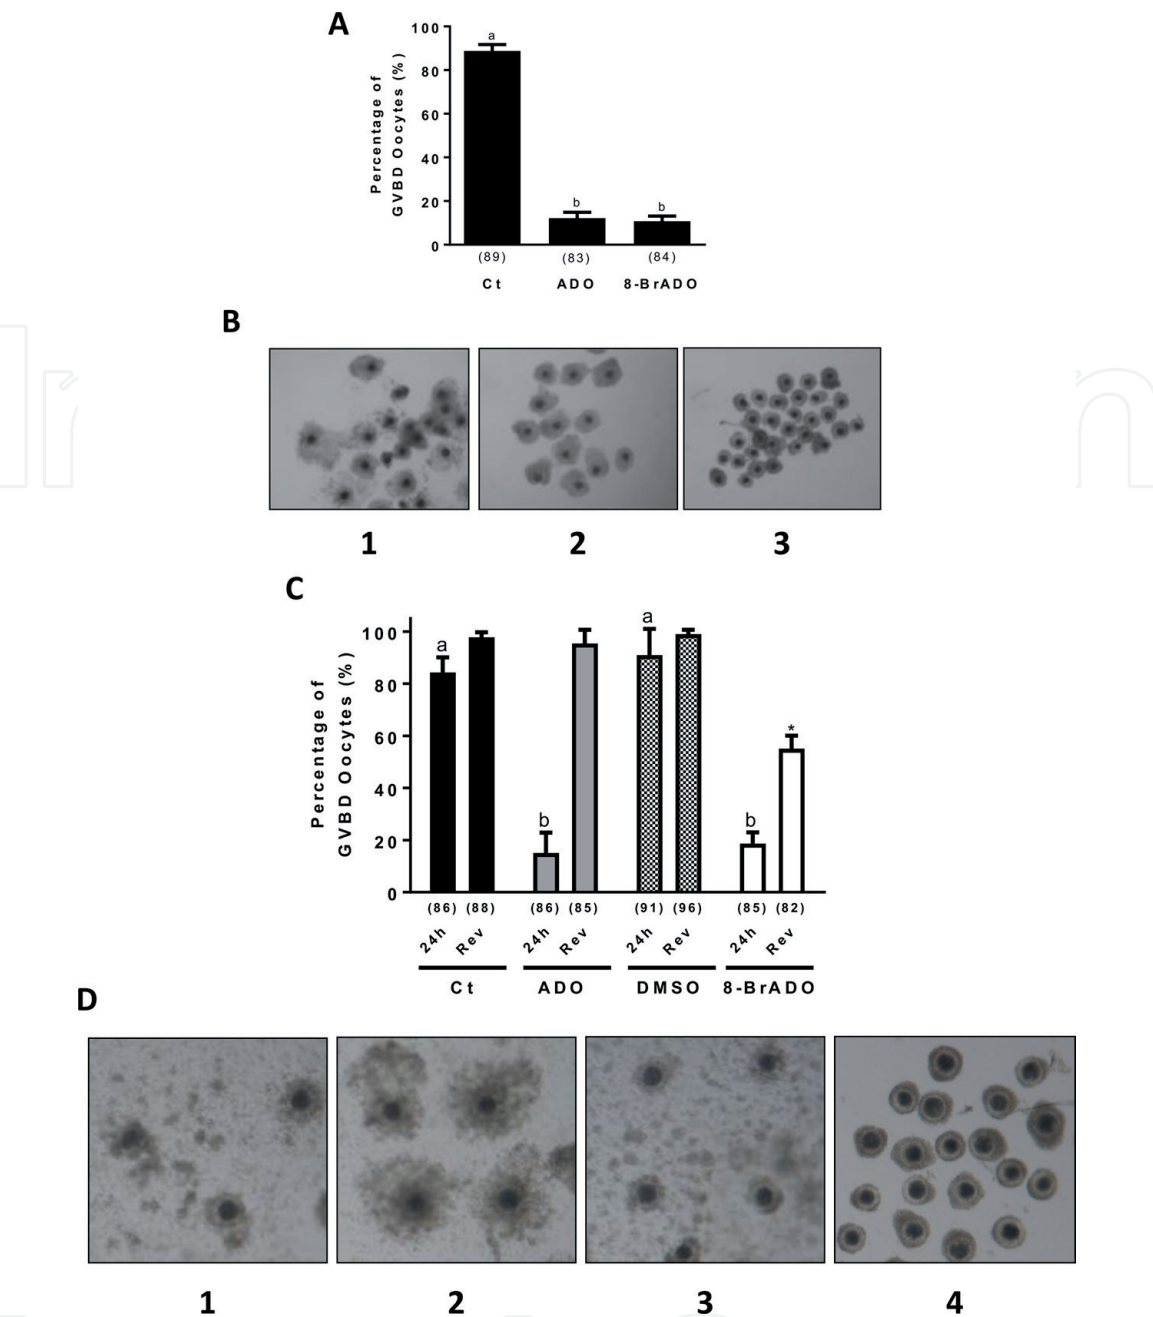 A
Percentage of
GVBD Oocytes (%)
100
80
60
40
20
0
a
b
b
(89)
(83)
(84)
Ct
ADO
8-BrADO
B
1
2
3
C
Percentage of
GVBD Oocytes (%)
100
80
60
40
20
0
a
b
a
b
*
(86) (88) (86) (85) (91) (96) (85) (82)
24h Rev 24h Rev 24h Rev 24h Rev
Ct ADO DMSO 8-BrADO
D
1
2
3
4